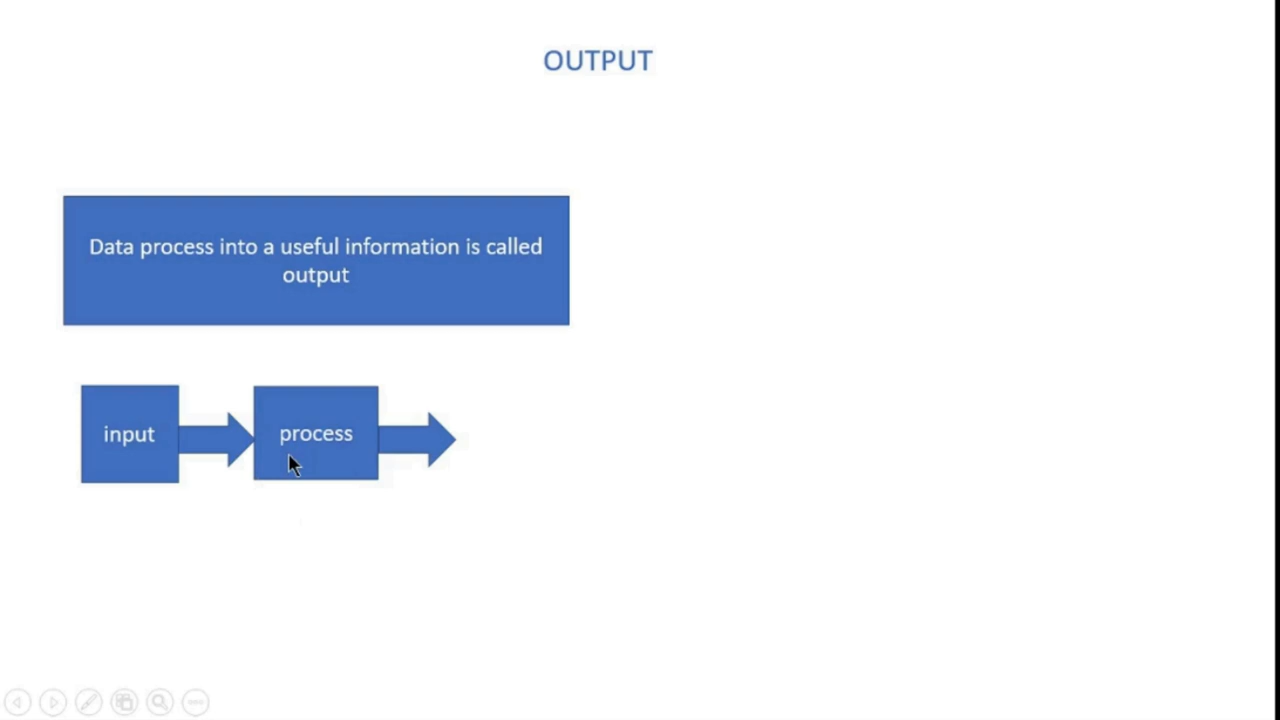 OUTPUT
Data process into a useful information is called
output
input
process